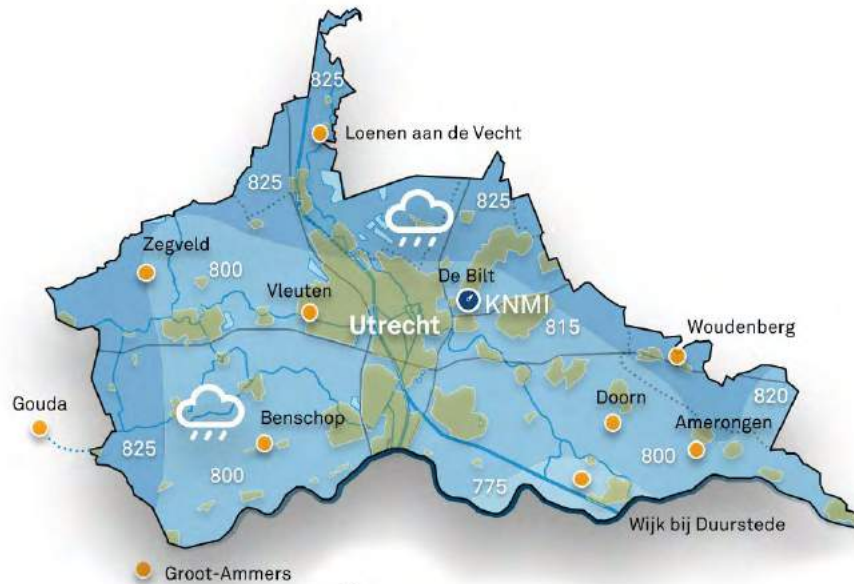 825
Loenen aan de Vecht
825
825
Zegveld
800
De Bilt
Vleuten
KNMI
Utrecht
815
Woudenberg
820
Gouda
Doorn
Benschop
Amerongen
825
800
800
775
Wijk bij Duurstede
Groot-Ammers